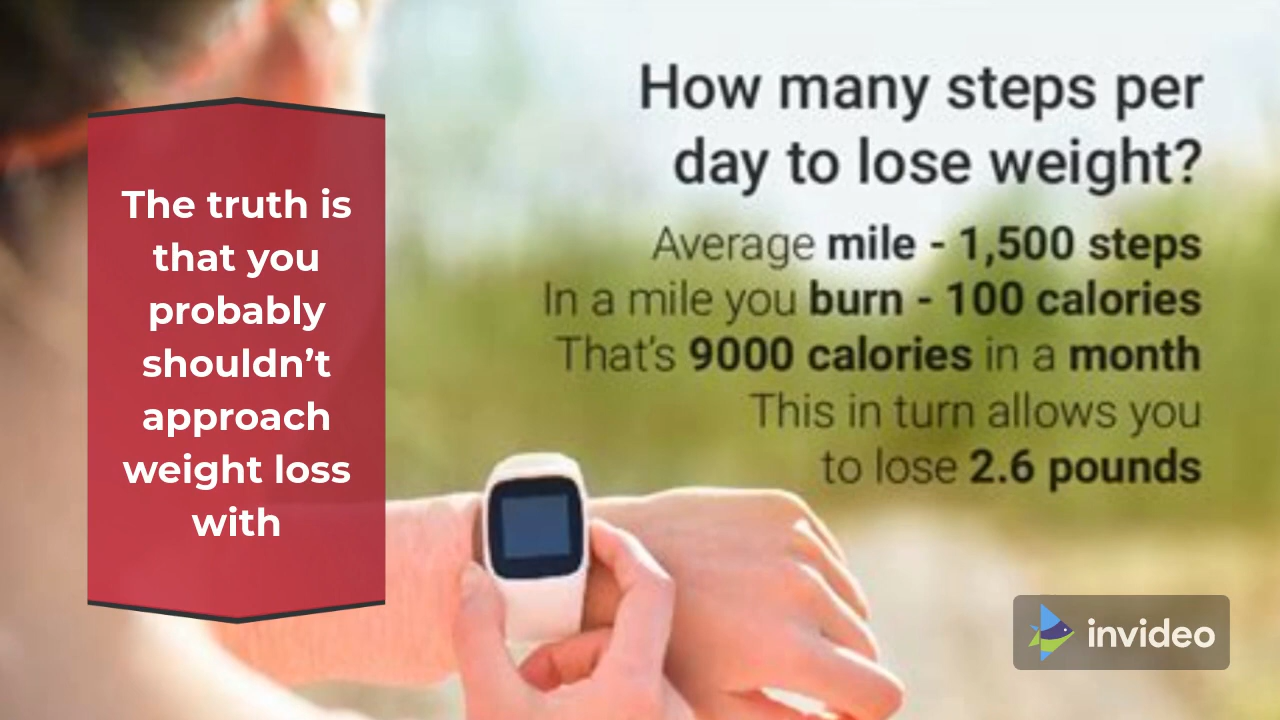 The truth is
that you
probably
shouldn’t
approach
weight loss
with
How many steps per
day to lose weight?
Average mile - 1,500 steps
In a mile you burn - 100 calories
That's 9000 calories in a month
This in turn allows you
to lose 2.6 pounds
invideo